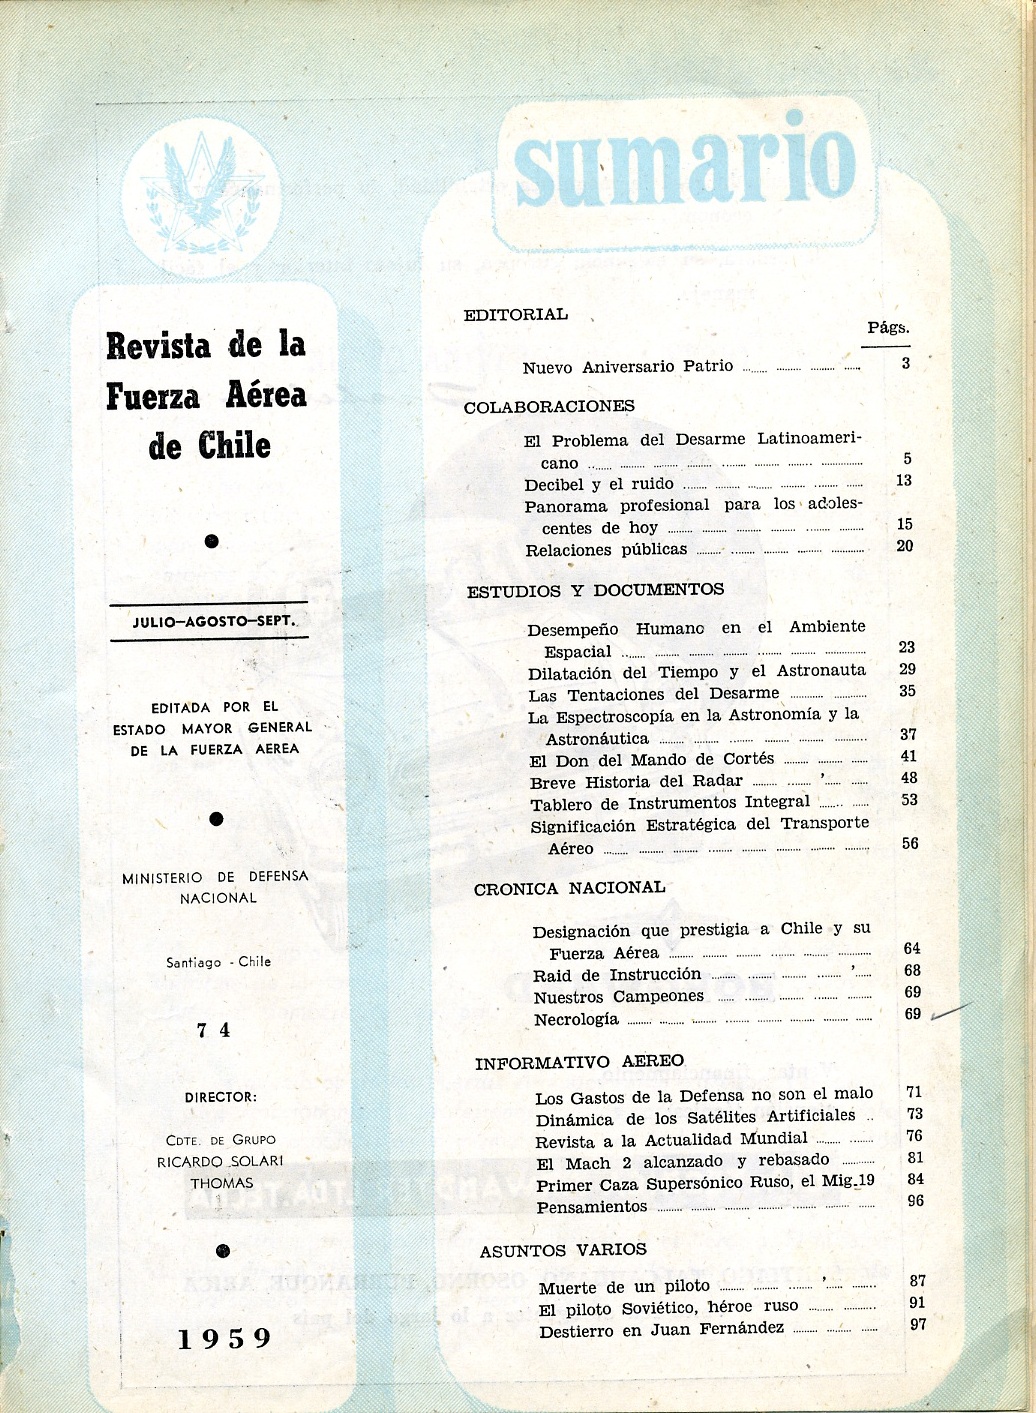 sumario
Revista de la
Fuerza Aérea
de Chile
JULIO—AGOSTO—SEPT.
EDITADA POR EL
ESTADO MAYOR GENERAL
DE LA FUERZA AEREA
MINISTERIO DE DEFENSA
NACIONAL
Santiago - Chile
74
DIRECTOR:
CDTE. DE GRUPO
RICARDO SOLARI
THOMAS
1959
EDITORIAL
Págs.
Nuevo Aniversario Patrio ........ 3
COLABORACIONES
El Problema del Desarme Latinoameri-
cano ........ 5
Decibel y el ruido ........ 13
Panorama profesional para los adoles-
centes de hoy ........ 15
Relaciones públicas ........ 20
ESTUDIOS Y DOCUMENTOS
Desempeño Humano en el Ambiente
Espacial ........ 23
Dilatación del Tiempo y el Astronauta 29
Las Tentaciones del Desarme ........ 35
La Espectroscopía en la Astronomía y la
Astronáutica ........ 37
El Don del Mando de Cortés ........ 41
Breve Historia del Radar ........ 48
Tablero de Instrumentos Integral ........ 53
Significación Estratégica del Transporte
Aéreo ........ 56
CRONICA NACIONAL
Designación que prestigia a Chile y su
Fuerza Aérea ........ 64
Raid de Instrucción ........ 68
Nuestros Campeones ........ 69
Necrología ........ 69
INFORMATIVO AEREO
Los Gastos de la Defensa no son el malo 71
Dinámica de los Satélites Artificiales .. 73
Revista a la Actualidad Mundial ........ 76
El Mach 2 alcanzado y rebasado ........ 81
Primer Caza Supersónico Ruso, el Mig-19 84
Pensamientos ........ 96
ASUNTOS VARIOS
Muerte de un piloto ........ 87
El piloto Soviético, héroe ruso ........ 91
Destierro en Juan Fernández ........ 97